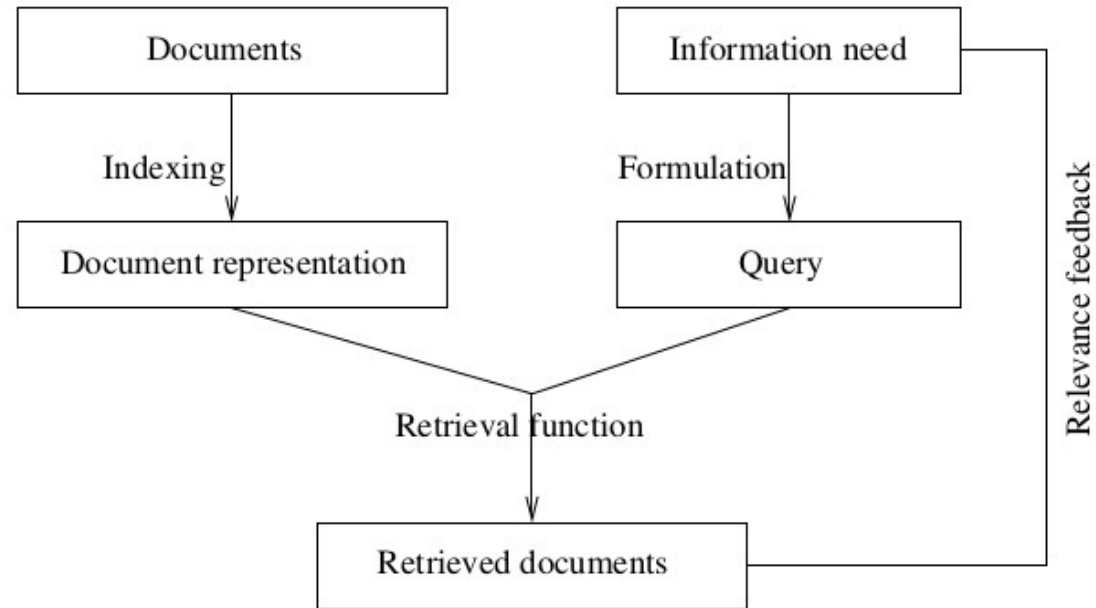 Documents
Information need
Indexing
Formulation
Document representation
Query
Relevance feedback
Retrieval function
Retrieved documents